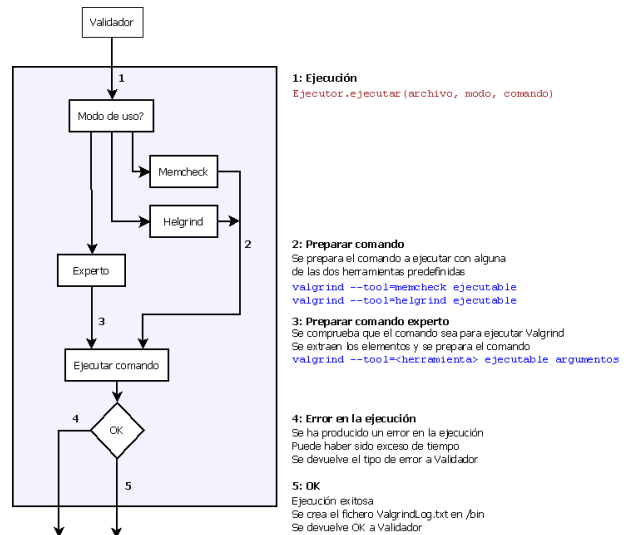 Validador
1
Modo de uso?
Memcheck
Helgrind
2
Experto
3
Ejecutar comando
4
OK
5
1: Ejecución
Ejecutor.ejecutar(archivo, modo, comando)
2: Preparar comando
Se prepara el comando a ejecutar con alguna
de las dos herramientas predefinidas
valgrind --tool=memcheck ejecutable
valgrind --tool=helgrind ejecutable
3: Preparar comando experto
Se comprueba que el comando sea para ejecutar Valgrind
Se extraen los elementos y se prepara el comando
valgrind --tool=<herramienta> ejecutable argumentos
4: Error en la ejecución
Se ha producido un error en la ejecución
Puede haber sido exceso de tiempo
Se devuelve el tipo de error a Validador
5: OK
Ejecución exitosa
Se crea el fichero ValgrindLog.txt en /bin
Se devuelve OK a Validador